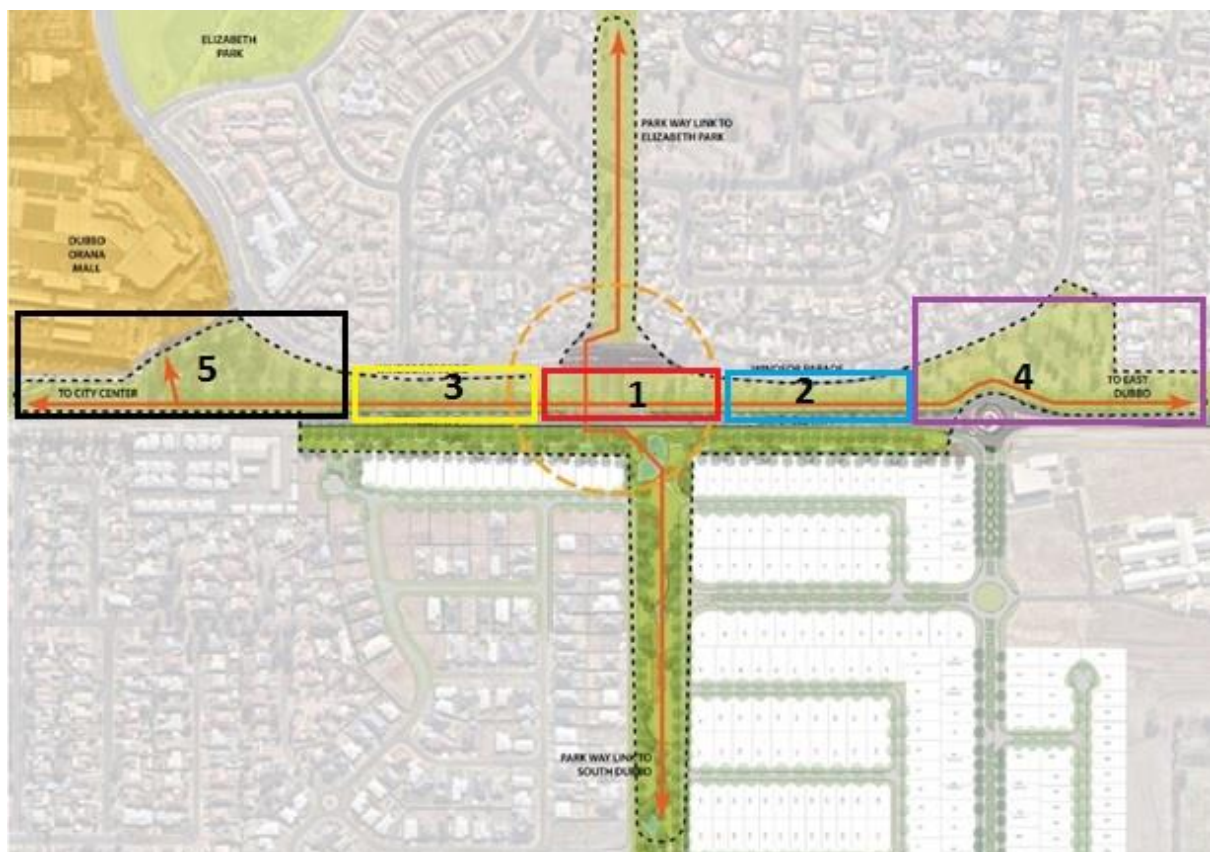 ELIZABETH
PARK
PARK WAY LINK TO
ELIZABETH PARK
DUBBO
ORANA
MALL
5
3
1
2
4
WINDSOR PARADE
TO CITY CENTER
TO EAST
DUBBO
PARK WAY LINK TO
SOUTH DUBBO